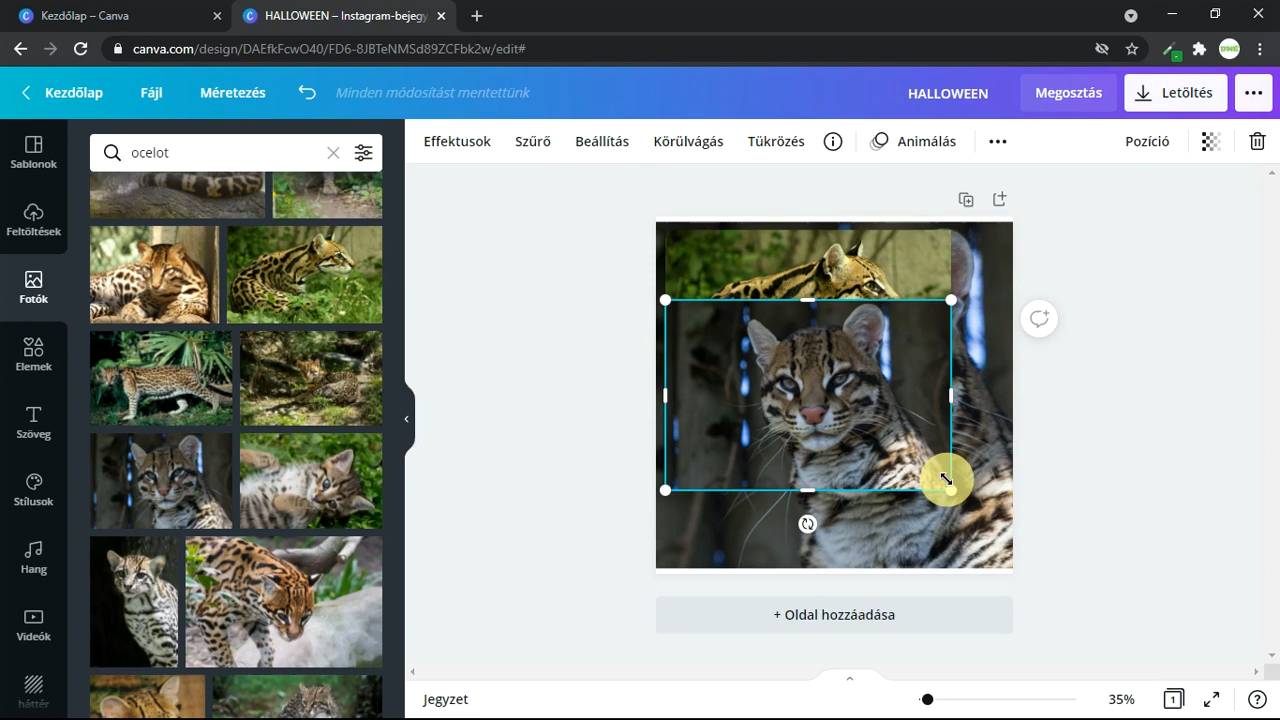 Kezdőlap – Canva
HALLOWEEN – Instagram-bejegy
canva.com/design/DAEfkFcwO40/FD6-8JBTeNMSd89ZCFbk2w/edit#
Kezdőlap
Fájl
Méretezés
Minden módosítást mentettünk
HALLOWEEN
Megosztás
Letöltés
ocelot
Effektusok
Szűrő
Beállítás
Körülvágás
Tükrözés
Animálás
Pozíció
Sablonok
Feltöltések
Fotók
Elemek
Szöveg
Stílusok
Hang
Videók
háttér
+ Oldal hozzáadása
Jegyzet
35%
1